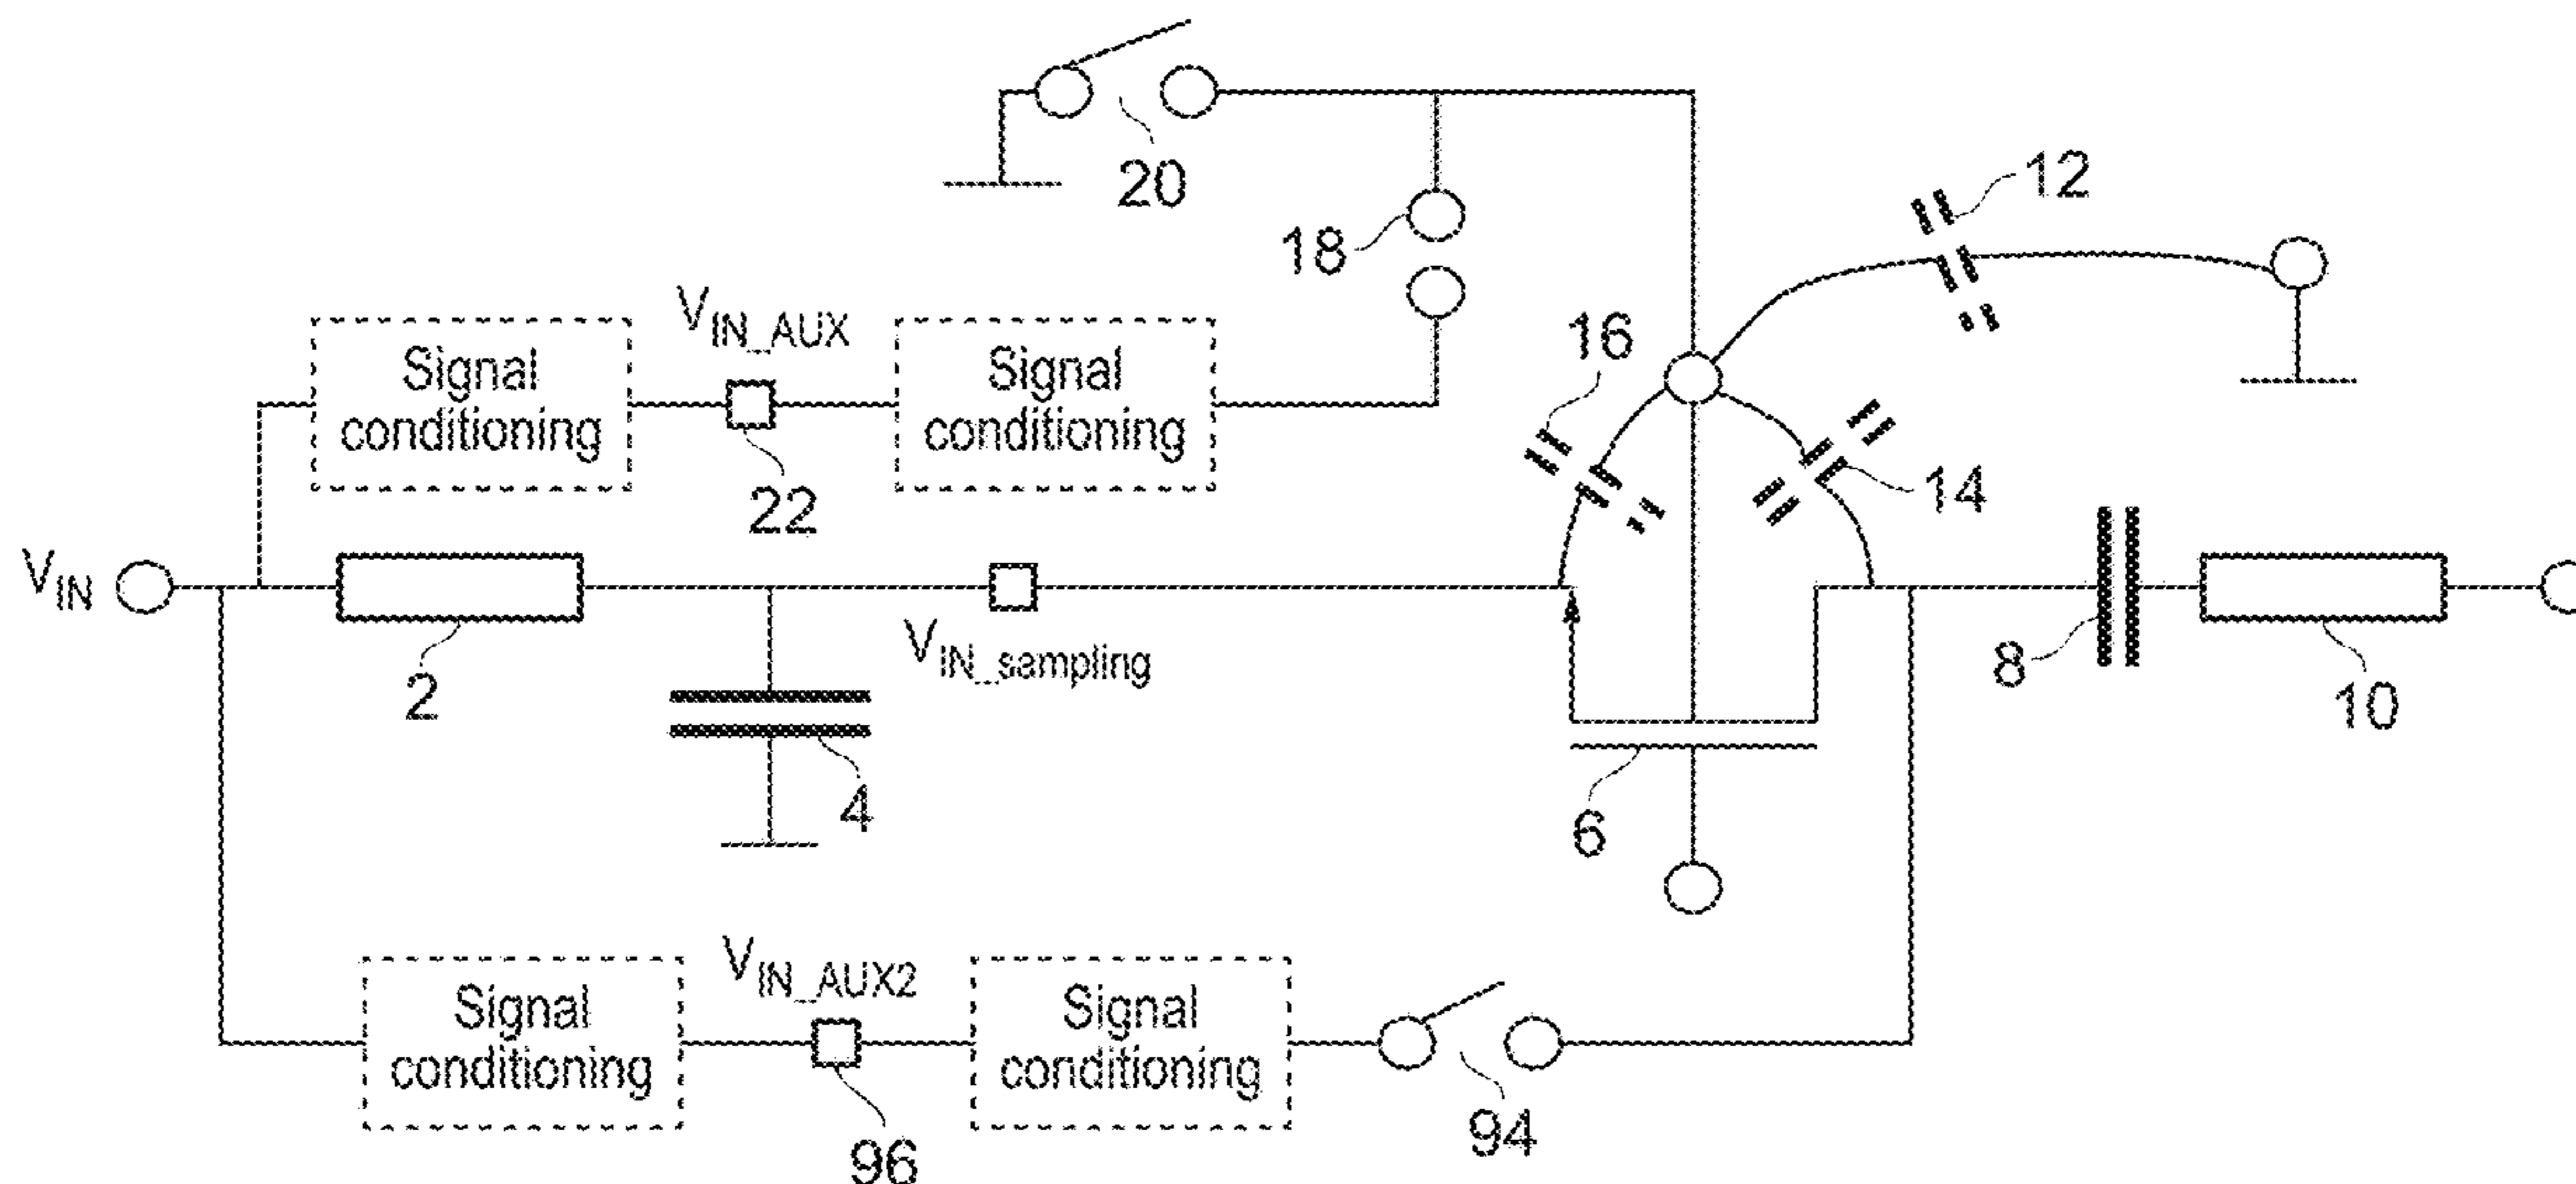 20
12
18
V_IN_AUX
16
Signal
conditioning
Signal
conditioning
22
14
V_IN
2
V_IN_sampling
8
10
4
6
V_IN_AUX2
Signal
conditioning
Signal
conditioning
96
94